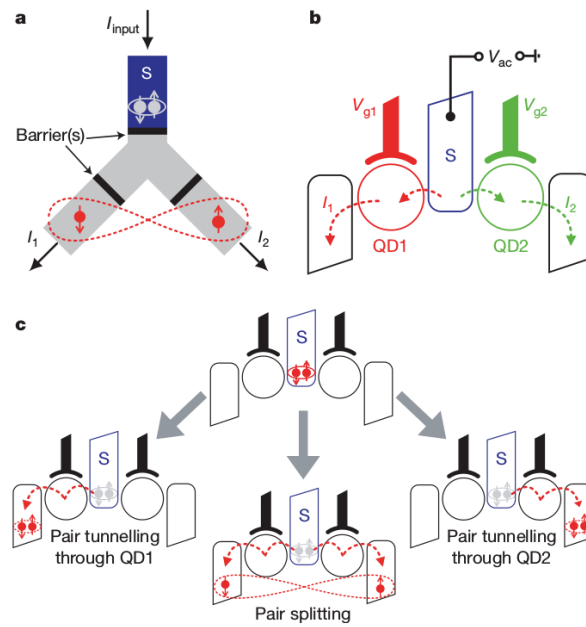 a
I_input
S
Barrier(s)
I_1
I_2
b
V_ac
V_g1
V_g2
S
I_1
I_2
QD1
QD2
c
S
S
S
S
Pair tunnelling
through QD1
Pair tunnelling
through QD2
Pair splitting